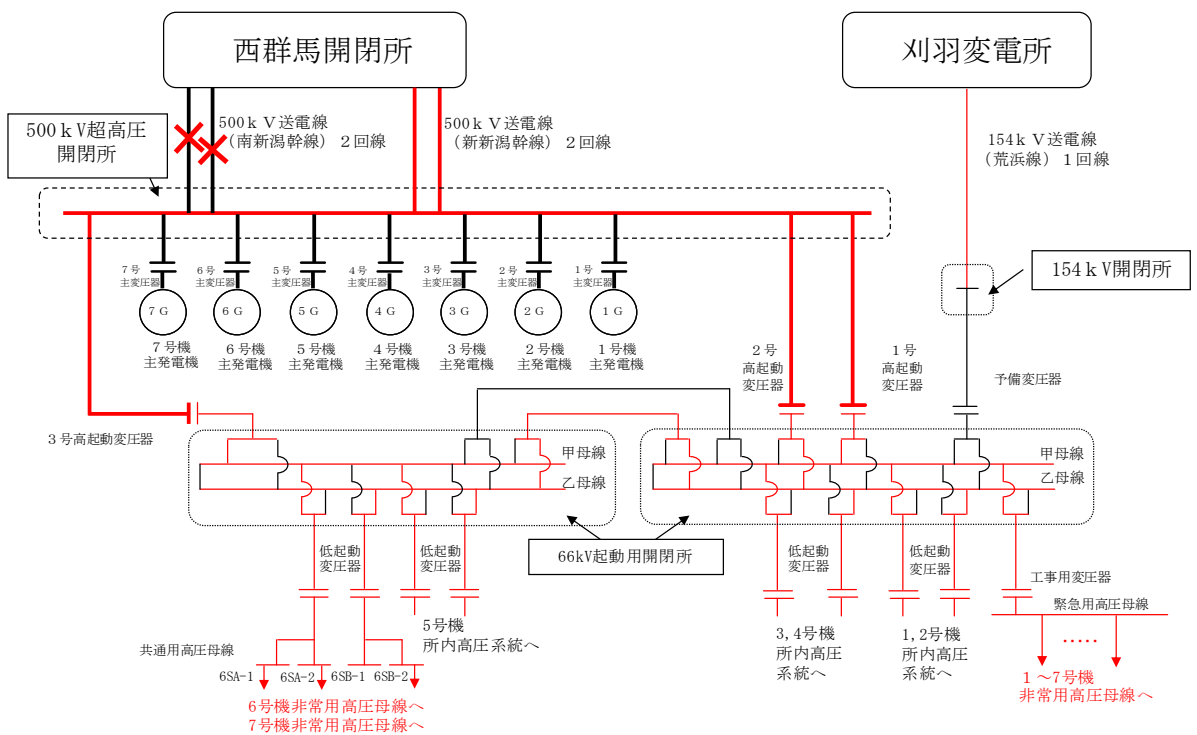 西群馬開閉所
刈羽変電所
500ｋV超高圧
開閉所
500ｋＶ送電線
（南新潟幹線）２回線
500ｋＶ送電線
（新新潟幹線）２回線
154ｋＶ送電線
（荒浜線）１回線
154ｋV開閉所
７号
主変圧器
６号
主変圧器
５号
主変圧器
４号
主変圧器
３号
主変圧器
２号
主変圧器
１号
主変圧器
７Ｇ
６Ｇ
５Ｇ
４Ｇ
３Ｇ
２Ｇ
１Ｇ
７号機
主発電機
６号機
主発電機
５号機
主発電機
４号機
主発電機
３号機
主発電機
２号機
主発電機
１号機
主発電機
２号
高起動
変圧器
１号
高起動
変圧器
予備変圧器
３号高起動変圧器
甲母線
乙母線
甲母線
乙母線
66kV起動用開閉所
低起動
変圧器
低起動
変圧器
低起動
変圧器
低起動
変圧器
工事用変圧器
緊急用高圧母線
5号機
所内高圧系統へ
3,4号機
所内高圧
系統へ
1,2号機
所内高圧
系統へ
共通用高圧母線
6SA-1
6SA-2
6SB-1
6SB-2
6号機非常用高圧母線へ
7号機非常用高圧母線へ
.....
１～7号機
非常用高圧母線へ